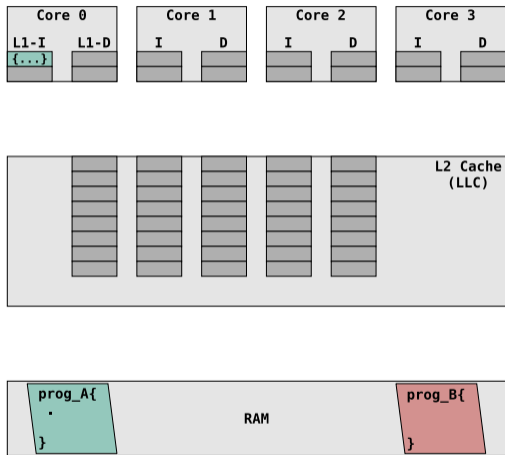 Core 0 Core 1 Core 2 Core 3
L1-I L1-D I D I D I D
{...}
L2 Cache
(LLC)
prog_A{
.
}
RAM
prog_B{
}